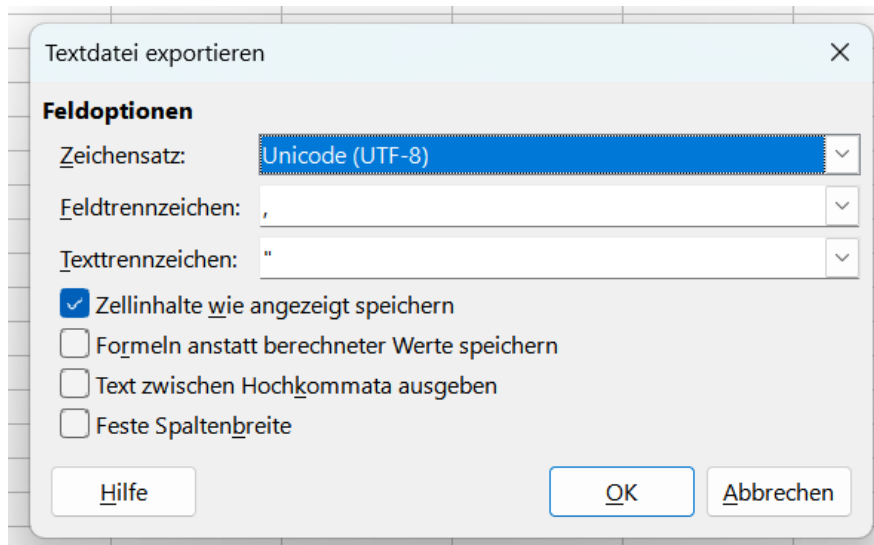 Textdatei exportieren
Feldoptionen
Zeichensatz: Unicode (UTF-8)
Feldtrennzeichen: ,
Texttrennzeichen: "
Zellinhalte wie angezeigt speichern
Formeln anstatt berechneter Werte speichern
Text zwischen Hochkommata ausgeben
Feste Spaltenbreite
Hilfe OK Abbrechen